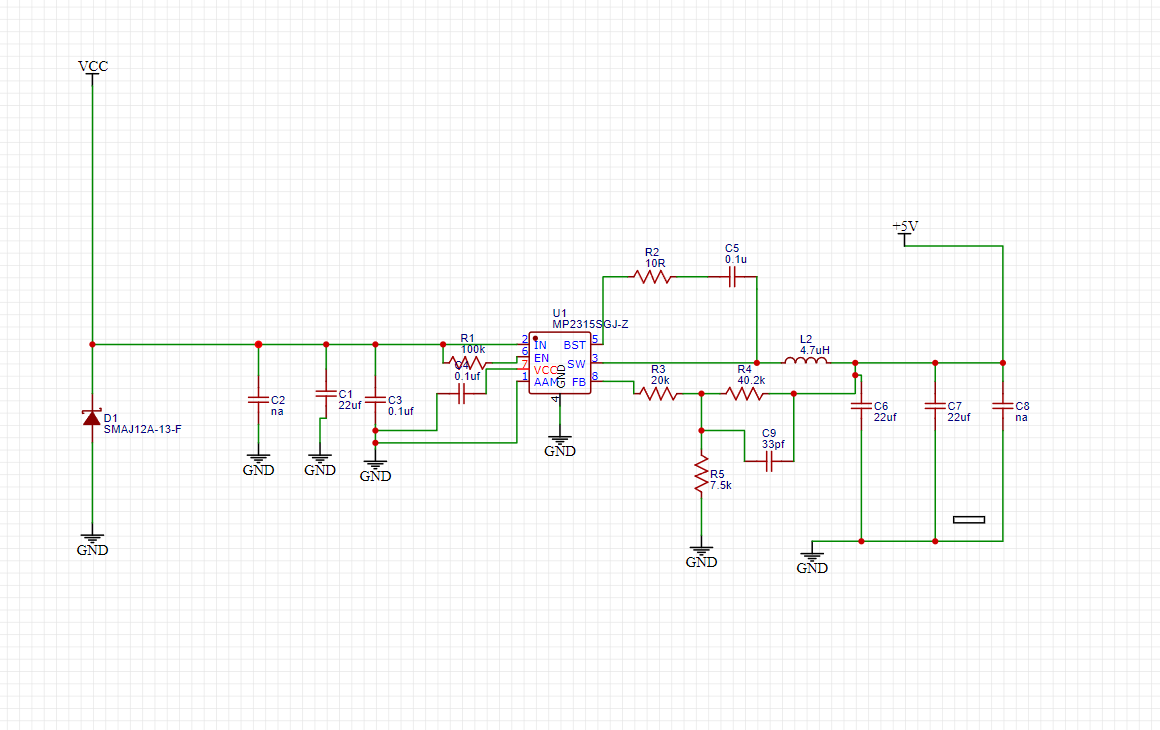 VCC
+5V
R2
10R
C5
0.1u
U1
MP2315SGJ-Z
R1
100k
C4
0.1uf
2
6
7
1
IN
EN
VCC
AAM
GND
4
BST
SW
FB
5
3
8
GND
L2
4.7uH
R3
20k
R4
40.2k
D1
SMAJ12A-13-F
C2
na
C1
22uf
C3
0.1uf
C6
22uf
C7
22uf
C8
na
C9
33pf
R5
7.5k
GND
GND
GND
GND
GND
GND